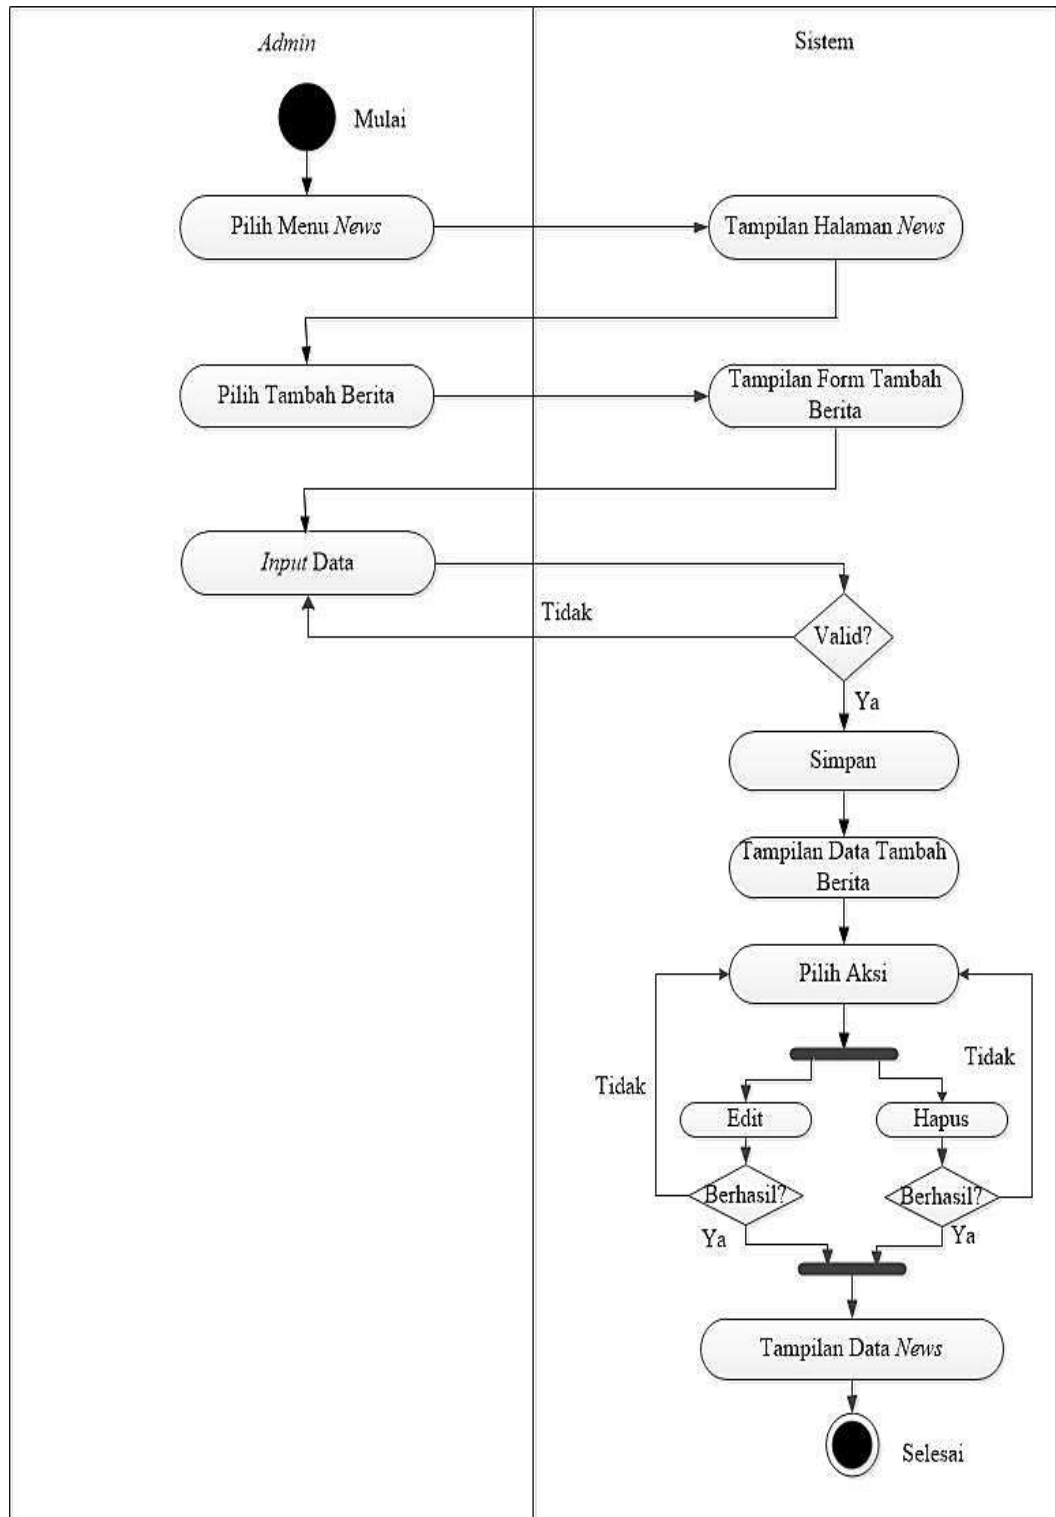 Admin
Sistem
Mulai
Pilih Menu News
Tampilan Halaman News
Pilih Tambah Berita
Tampilan Form Tambah
Berita
Input Data
Tidak
Valid?
Ya
Simpan
Tampilan Data Tambah
Berita
Pilih Aksi
Tidak
Tidak
Edit
Hapus
Berhasil?
Berhasil?
Ya
Ya
Tampilan Data News
Selesai